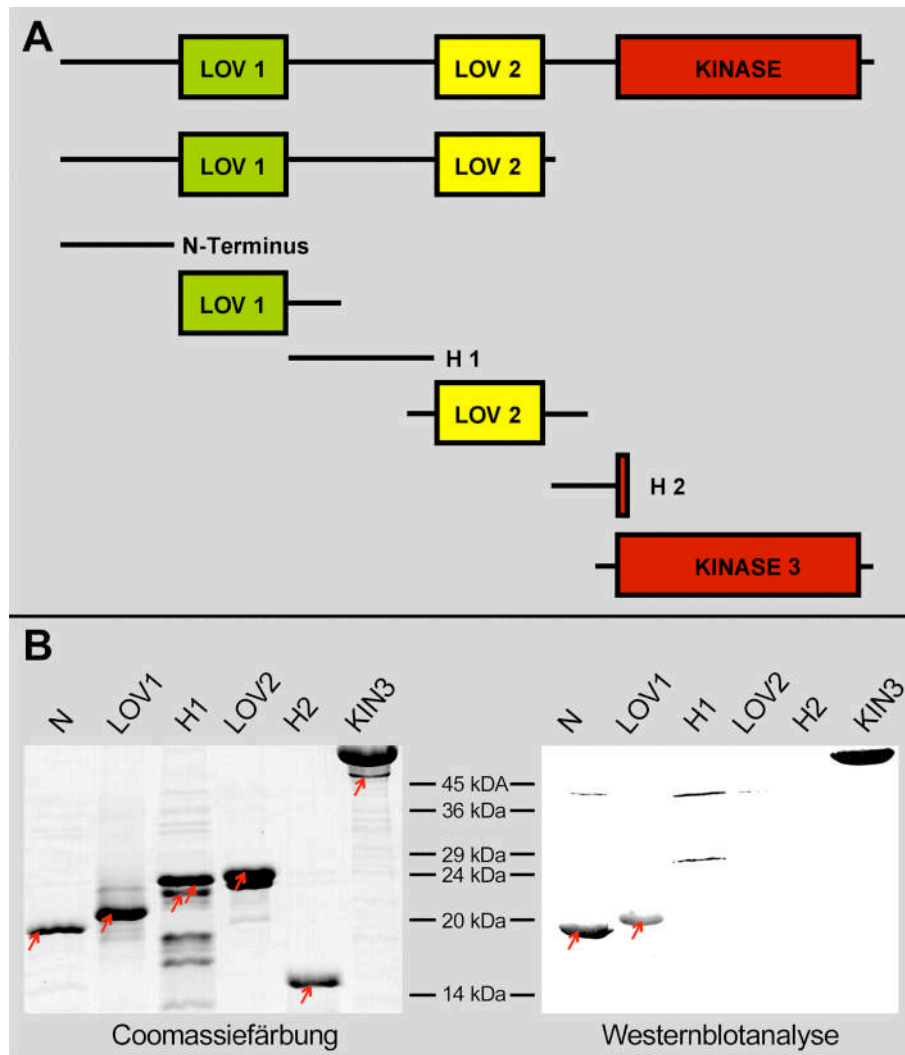 A
LOV 1 LOV 2 KINASE
LOV 1 LOV 2
N-Terminus
LOV 1
H 1
LOV 2
H 2
KINASE 3
B
N LOV1 H1 LOV2 H2 KIN3
N LOV1 H1 LOV2 H2 KIN3
45 kDA
36 kDa
29 kDa
24 kDa
20 kDa
14 kDa
Coomassiefärbung
Westernblotanalyse